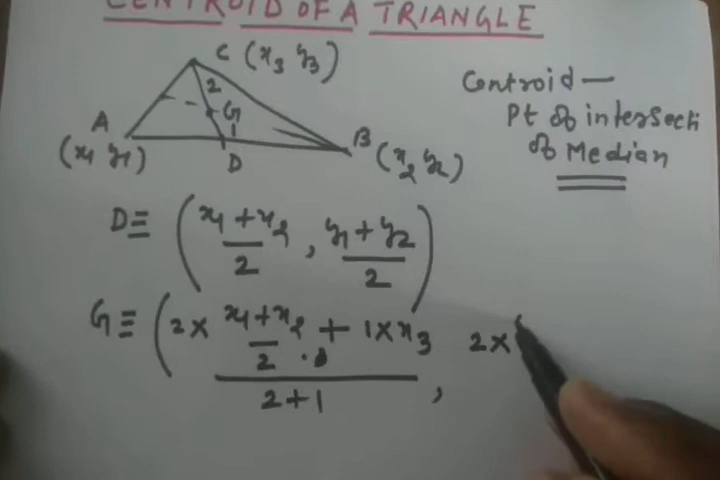 CENTROID OF A TRIANGLE
C (x₃ y₃)
2
G
1
A
(x₁ y₁)
B (x₂ y₂)
D
Centroid —
Pt of intersecti
of Median
D ≡ ( (x₁ + x₂)/2 , (y₁ + y₂)/2 )
G ≡ ( (2 × (x₁ + x₂)/2 + 1 × x₃)/(2 + 1) , 2 ×